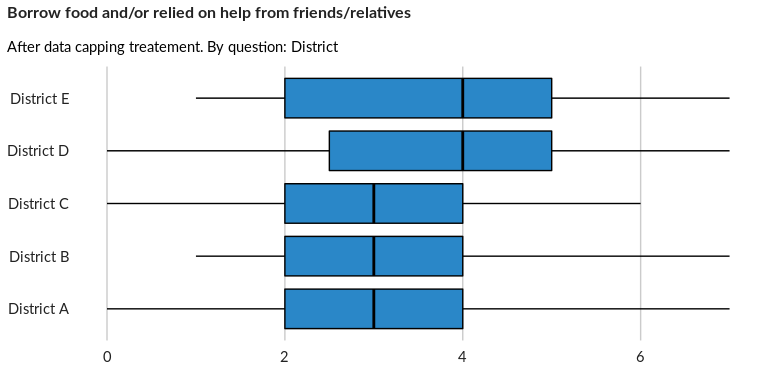 Borrow food and/or relied on help from friends/relatives
After data capping treatement. By question: District
District E
District D
District C
District B
District A
0 2 4 6